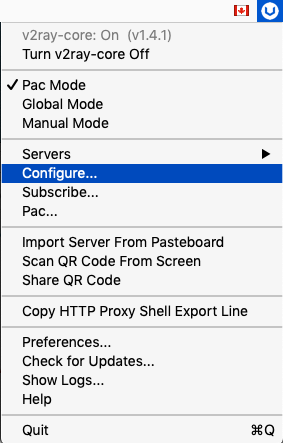 v2ray-core: On  (v1.4.1)
Turn v2ray-core Off
✓ Pac Mode
Global Mode
Manual Mode
Servers ▶
Configure...
Subscribe...
Pac...
Import Server From Pasteboard
Scan QR Code From Screen
Share QR Code
Copy HTTP Proxy Shell Export Line
Preferences...
Check for Updates...
Show Logs...
Help
Quit ⌘Q